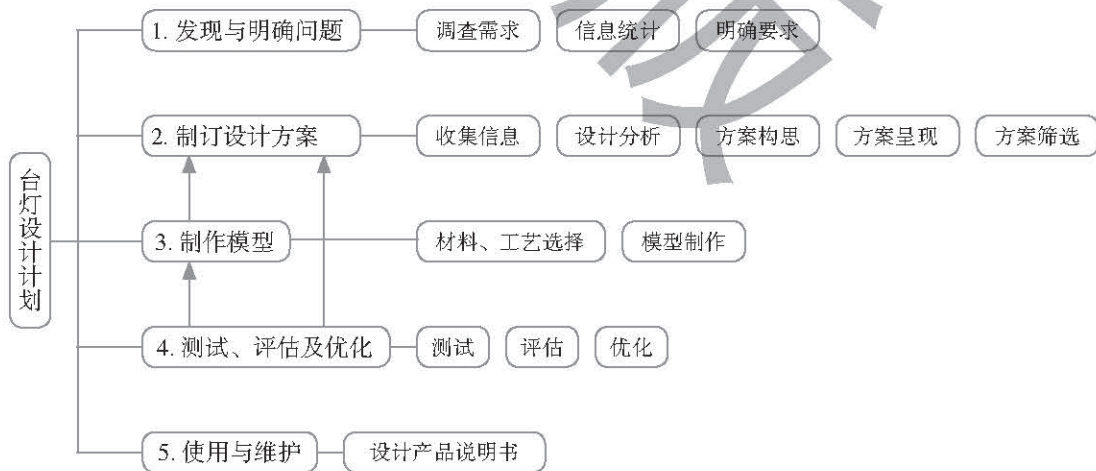 台灯设计计划
1. 发现与明确问题 调查需求 信息统计 明确要求
2. 制订设计方案 收集信息 设计分析 方案构思 方案呈现 方案筛选
3. 制作模型 材料、工艺选择 模型制作
4. 测试、评估及优化 测试 评估 优化
5. 使用与维护 设计产品说明书